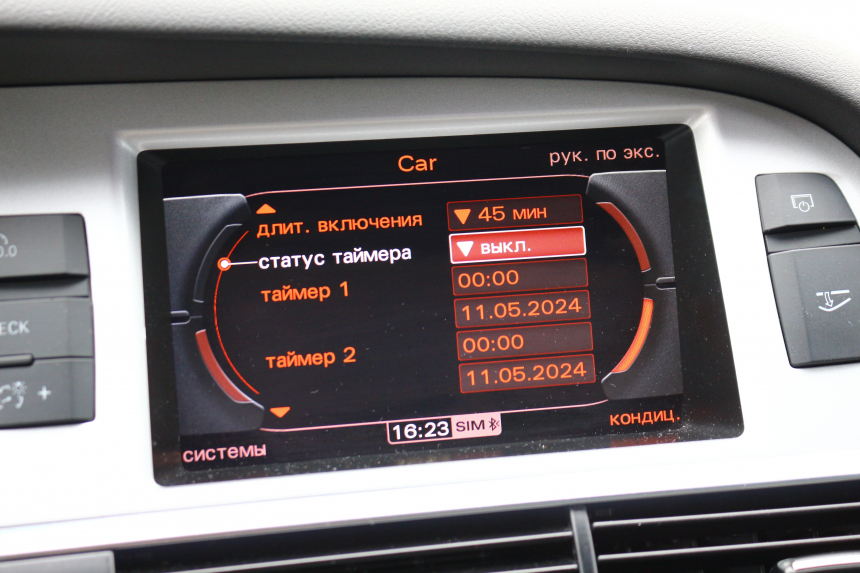 Car
рук. по экс.
длит. включения 45 мин
статус таймера выкл.
таймер 1 00:00
11.05.2024
таймер 2 00:00
11.05.2024
16:23 SIM
системы
кондиц.